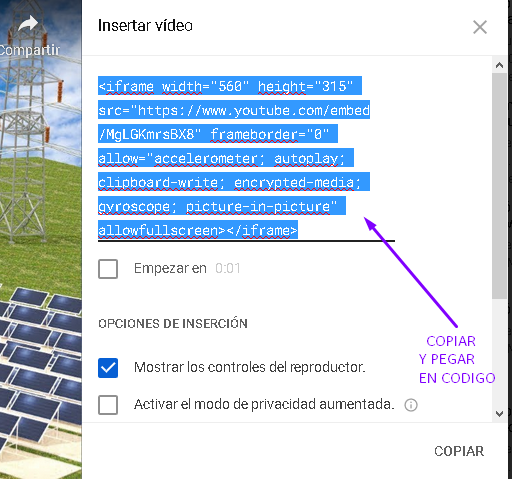 Compartir
Insertar vídeo
<iframe width="560" height="315"
src="https://www.youtube.com/embed
/MgLGKmrsBX8" frameborder="0"
allow="accelerometer; autoplay;
clipboard-write; encrypted-media;
gyroscope; picture-in-picture"
allowfullscreen></iframe>
Empezar en 0:01
OPCIONES DE INSERCIÓN
Mostrar los controles del reproductor.
Activar el modo de privacidad aumentada.
COPIAR
Y PEGAR
EN CODIGO
COPIAR